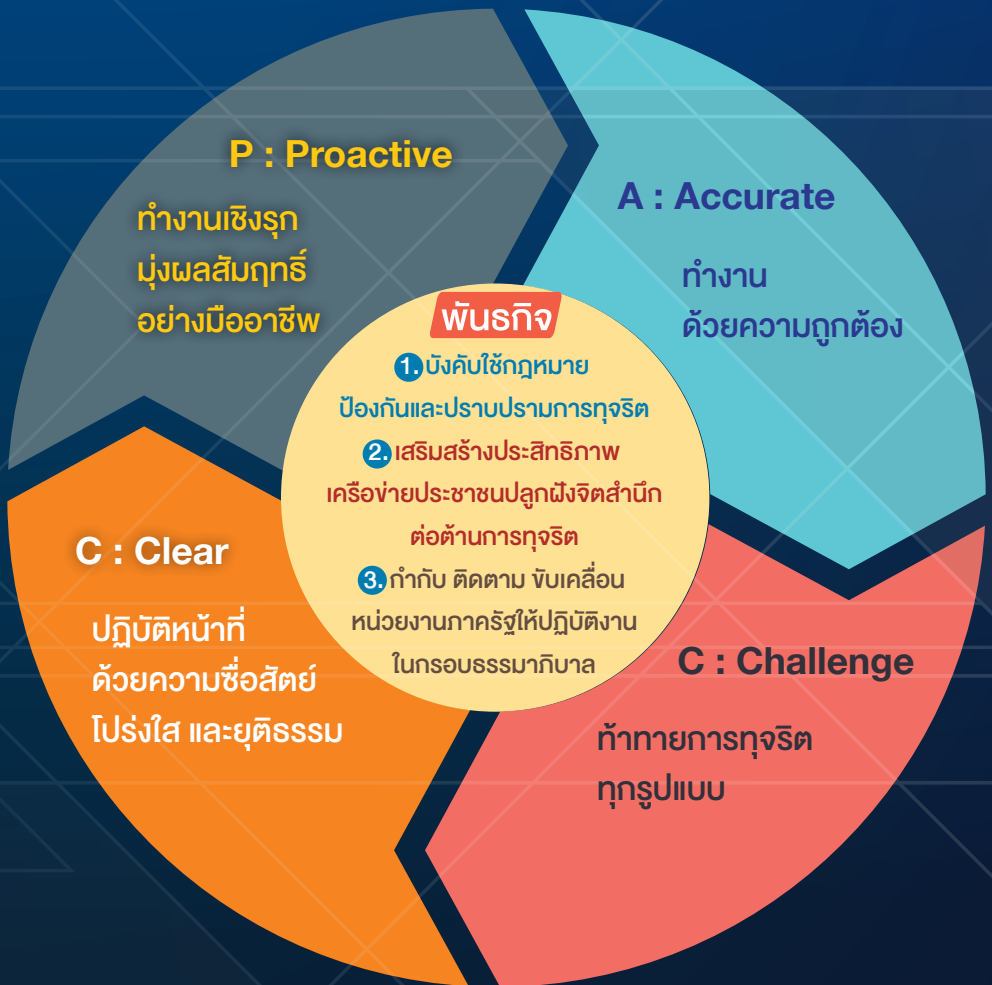 P : Proactive
ทำงานเชิงรุก
มุ่งผลสัมฤทธิ์
อย่างมืออาชีพ
A : Accurate
ทำงาน
ด้วยความถูกต้อง
พันธกิจ
1. บังคับใช้กฎหมาย
ป้องกันและปราบปรามการทุจริต
2. เสริมสร้างประสิทธิภาพ
เครือข่ายประชาชนปลูกฝังจิตสำนึก
ต่อต้านการทุจริต
3. กำกับ ติดตาม ขับเคลื่อน
หน่วยงานภาครัฐให้ปฏิบัติงาน
ในกรอบธรรมาภิบาล
C : Clear
ปฏิบัติหน้าที่
ด้วยความซื่อสัตย์
โปร่งใส และยุติธรรม
C : Challenge
ท้าทายการทุจริต
ทุกรูปแบบ